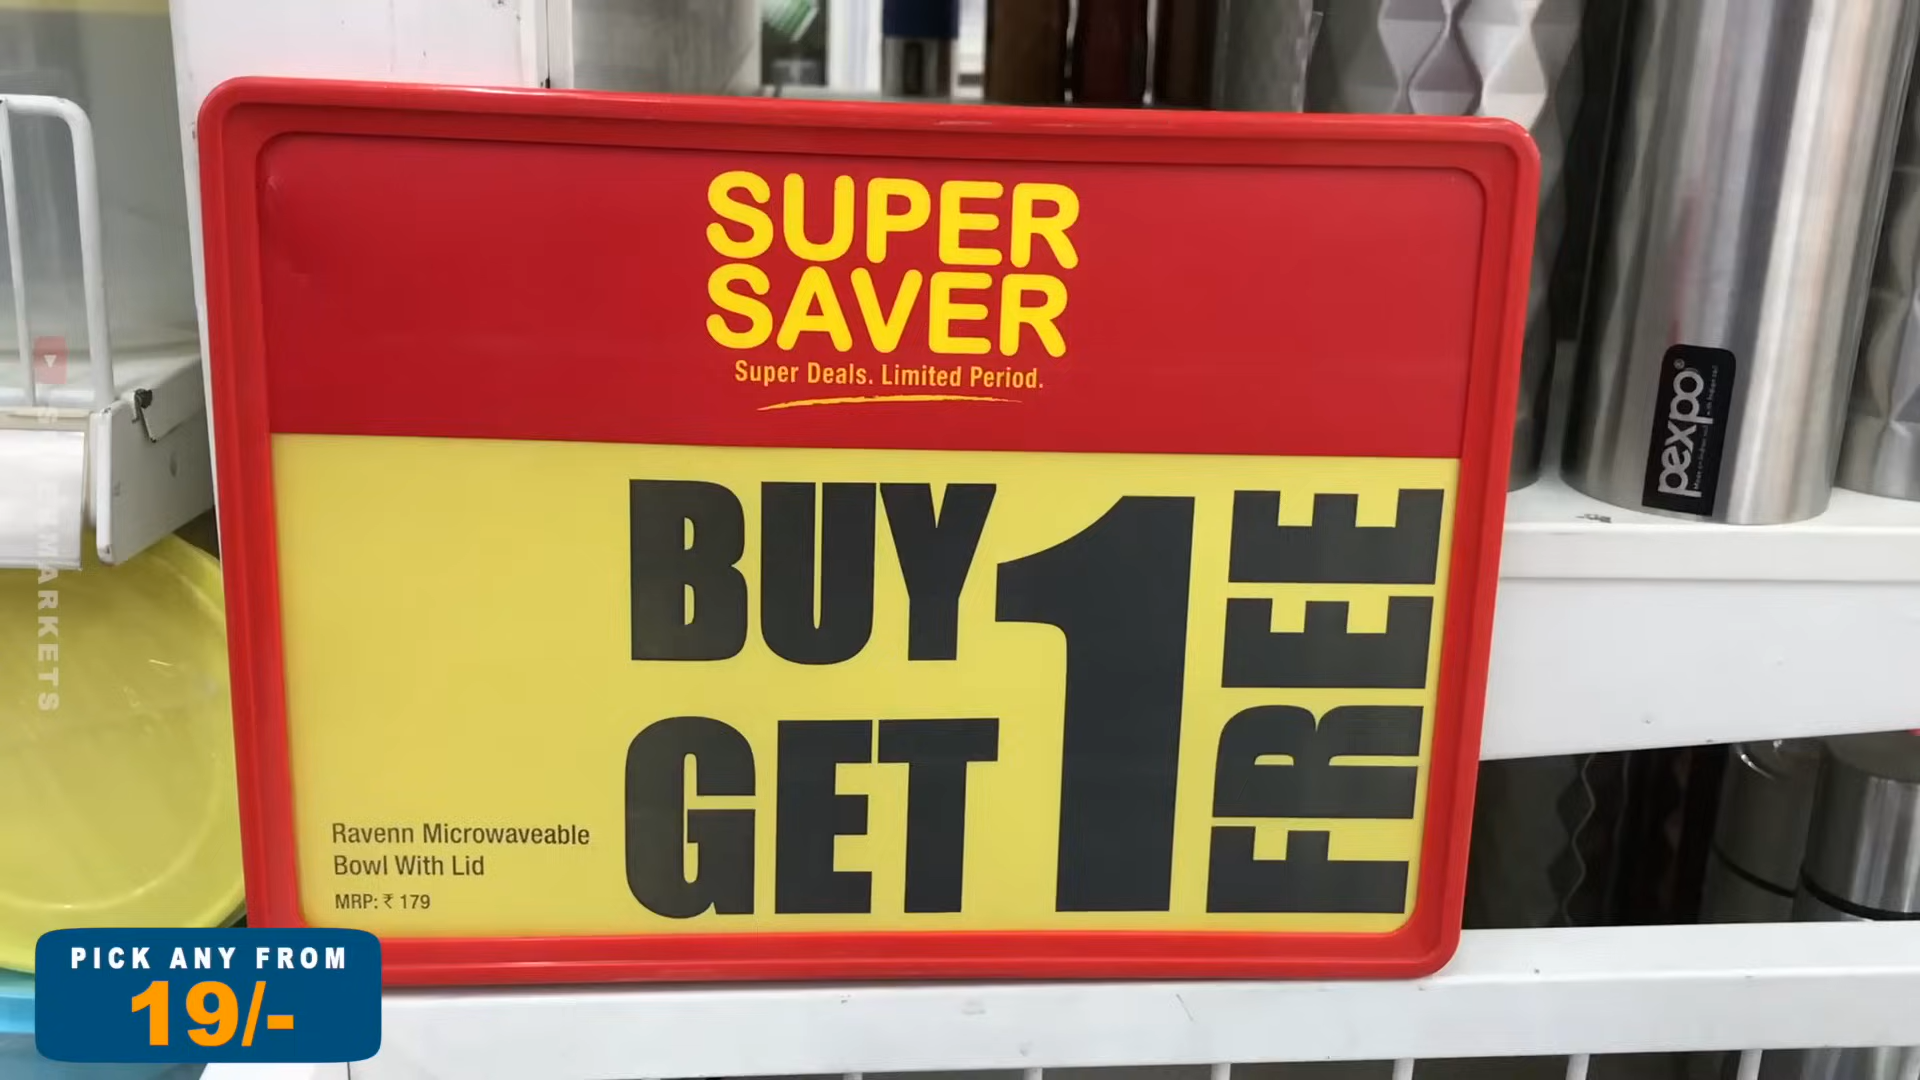 SUPER
SAVER
Super Deals. Limited Period.
BUY
GET
1
FREE
Ravenn Microwaveable
Bowl With Lid
MRP: ₹ 179
pexpo®
PICK ANY FROM
19/-
MARKETS